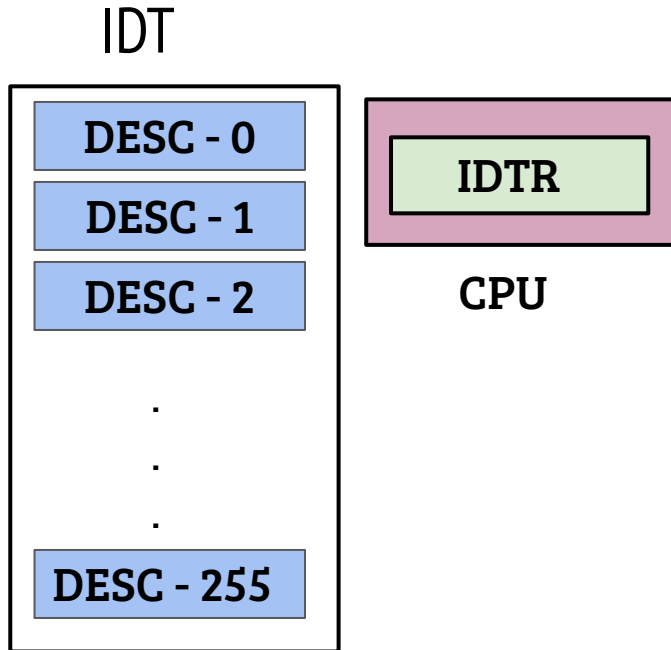 IDT
DESC - 0
DESC - 1
DESC - 2
.
.
.
DESC - 255
IDTR
CPU